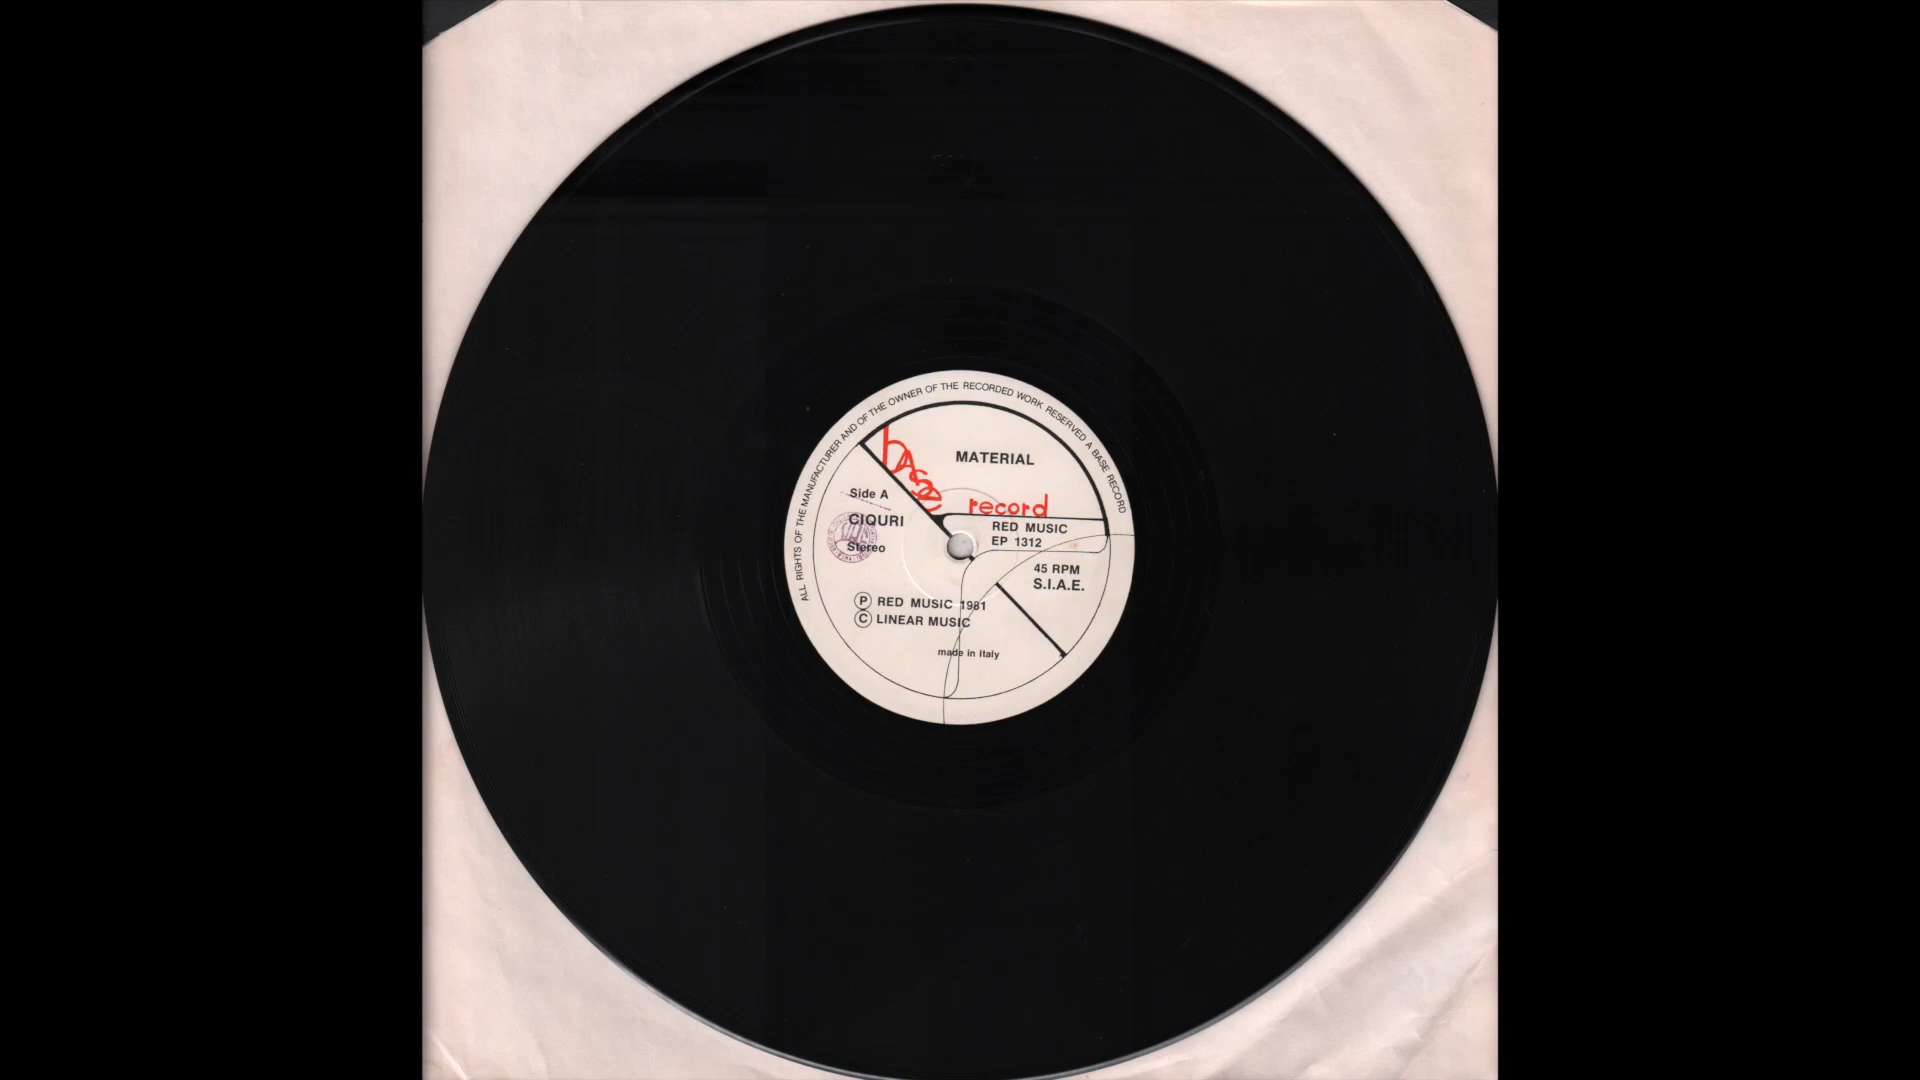 ALL RIGHTS OF THE MANUFACTURER AND OF THE OWNER OF THE RECORDED WORK RESERVED A BASE RECORD
MATERIAL
bASE record
Side A
CIQURI
Stereo
RED MUSIC
EP 1312
45 RPM
S.I.A.E.
P RED MUSIC 1981
C LINEAR MUSIC
made in Italy